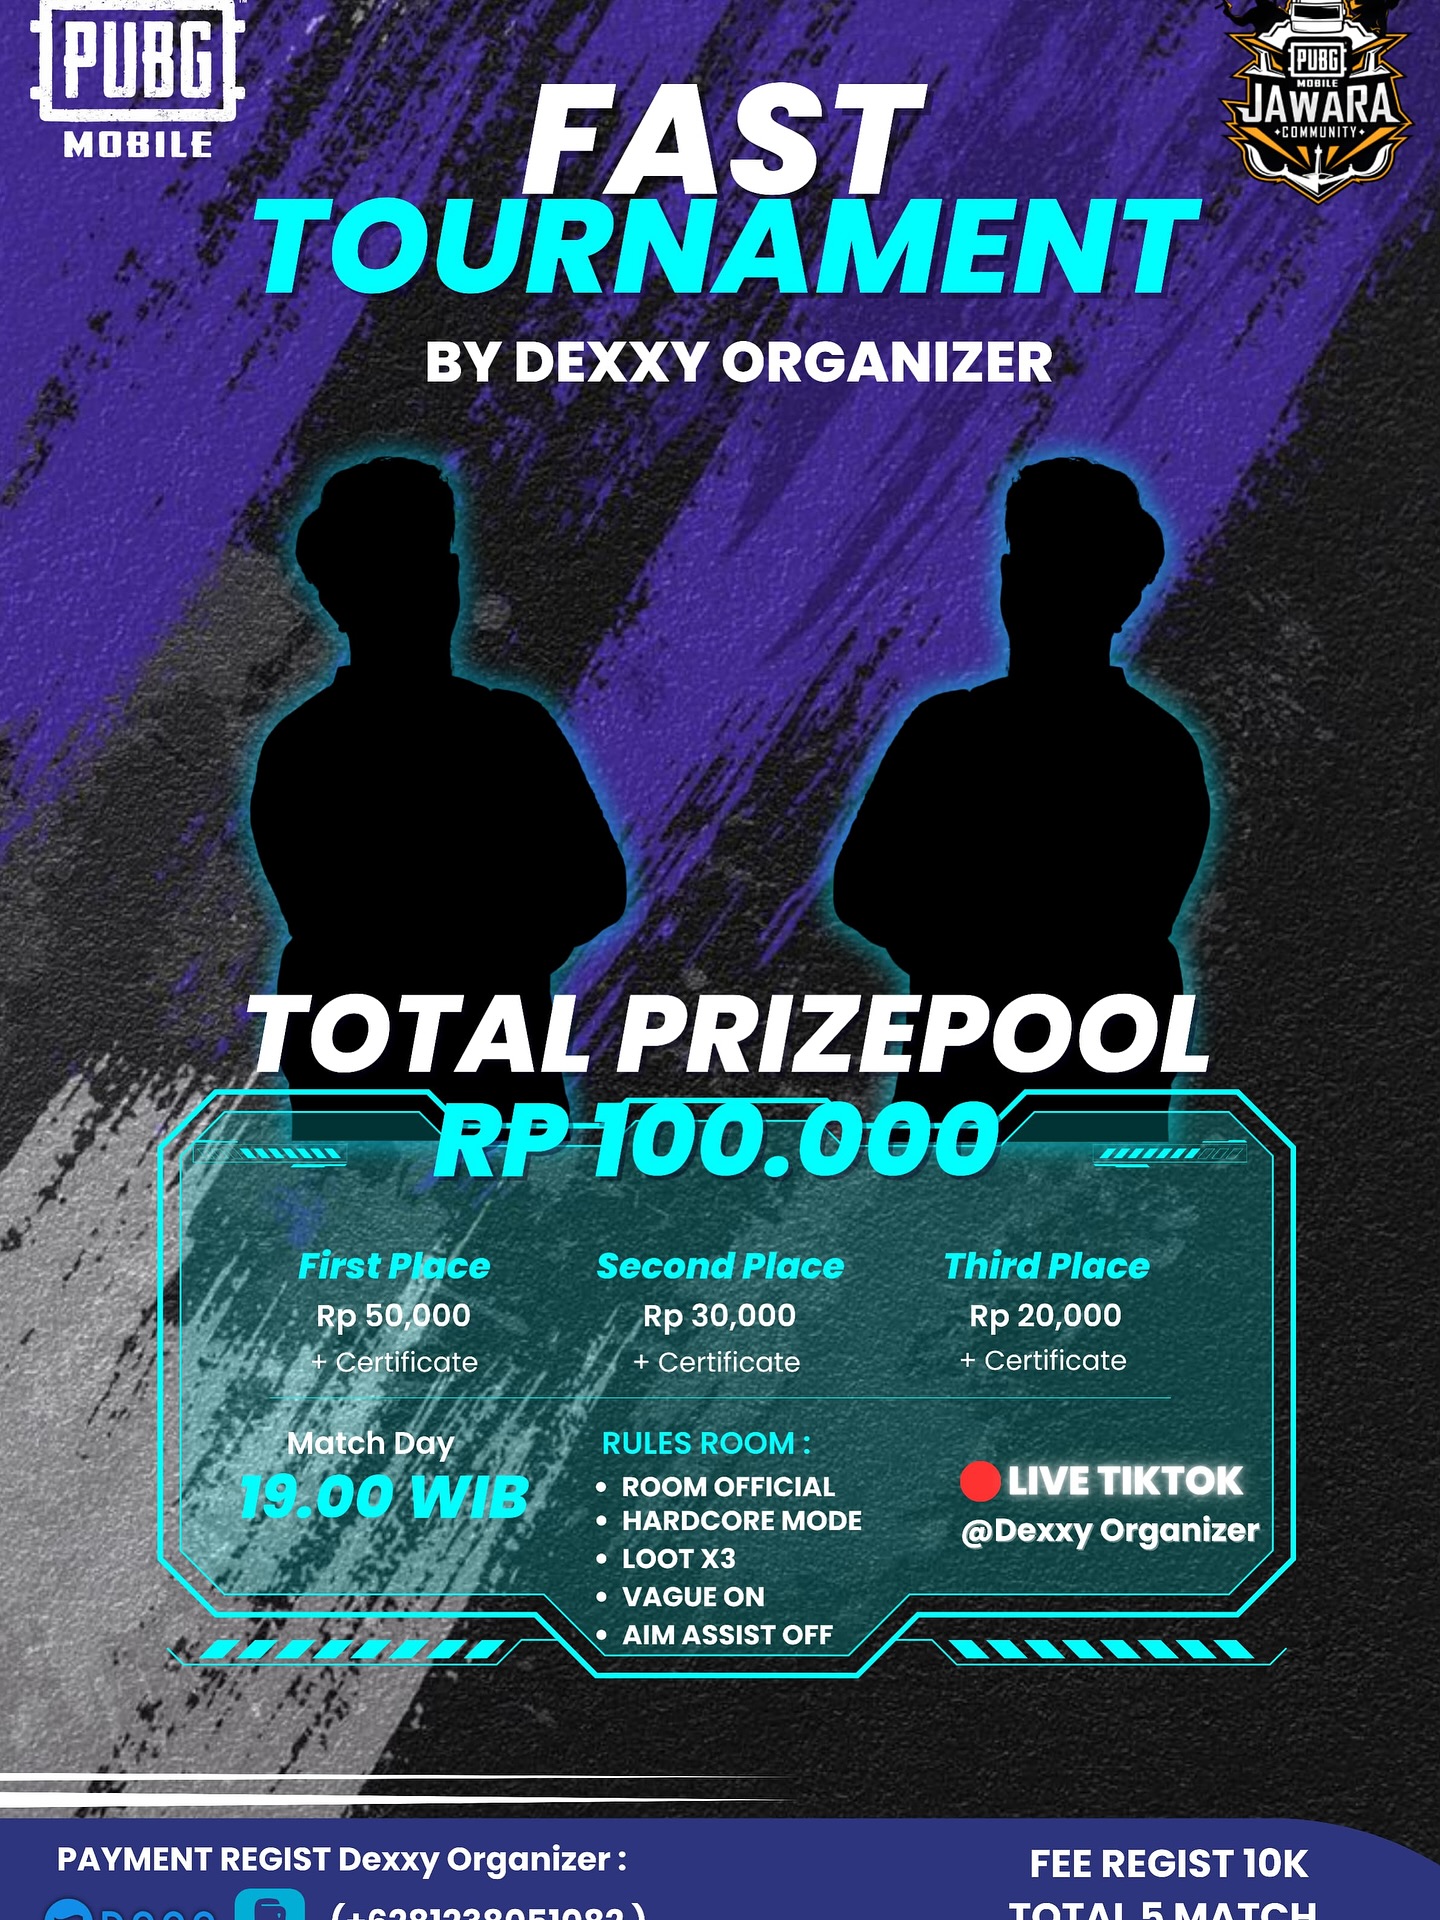 PUBG
MOBILE
PUBG
MOBILE
JAWARA
COMMUNITY
FAST
TOURNAMENT
BY DEXXY ORGANIZER
TOTAL PRIZEPOOL
RP 100.000
First Place
Second Place
Third Place
Rp 50,000
Rp 30,000
Rp 20,000
+ Certificate
+ Certificate
+ Certificate
Match Day
19.00 WIB
RULES ROOM :
• ROOM OFFICIAL
• HARDCORE MODE
• LOOT X3
• VAGUE ON
• AIM ASSIST OFF
LIVE TIKTOK
@Dexxy Organizer
PAYMENT REGIST Dexxy Organizer :
FEE REGIST 10K
TOTAL 5 MATCH